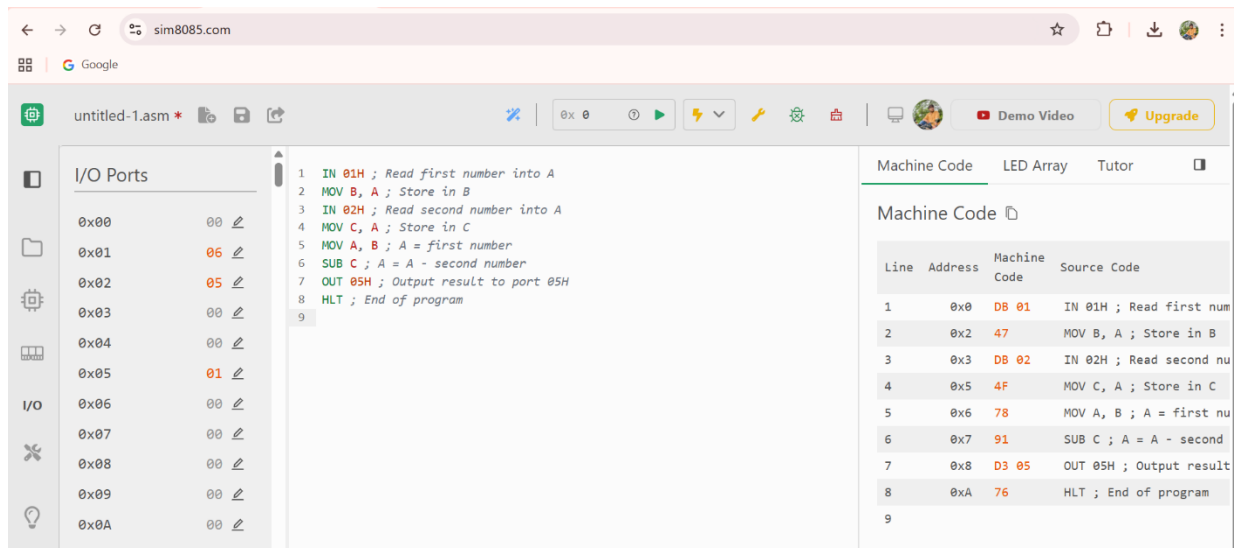 sim8085.com
Google
untitled-1.asm *
0x 0
Demo Video
Upgrade
I/O Ports
0x00 00
0x01 06
0x02 05
0x03 00
0x04 00
0x05 01
0x06 00
0x07 00
0x08 00
0x09 00
0x0A 00
I/O
1 IN 01H ; Read first number into A
2 MOV B, A ; Store in B
3 IN 02H ; Read second number into A
4 MOV C, A ; Store in C
5 MOV A, B ; A = first number
6 SUB C ; A = A - second number
7 OUT 05H ; Output result to port 05H
8 HLT ; End of program
9
Machine Code LED Array Tutor
Machine Code
Line Address Machine Code Source Code
1 0x0 DB 01 IN 01H ; Read first num
2 0x2 47 MOV B, A ; Store in B
3 0x3 DB 02 IN 02H ; Read second nu
4 0x5 4F MOV C, A ; Store in C
5 0x6 78 MOV A, B ; A = first nu
6 0x7 91 SUB C ; A = A - second
7 0x8 D3 05 OUT 05H ; Output result
8 0xA 76 HLT ; End of program
9